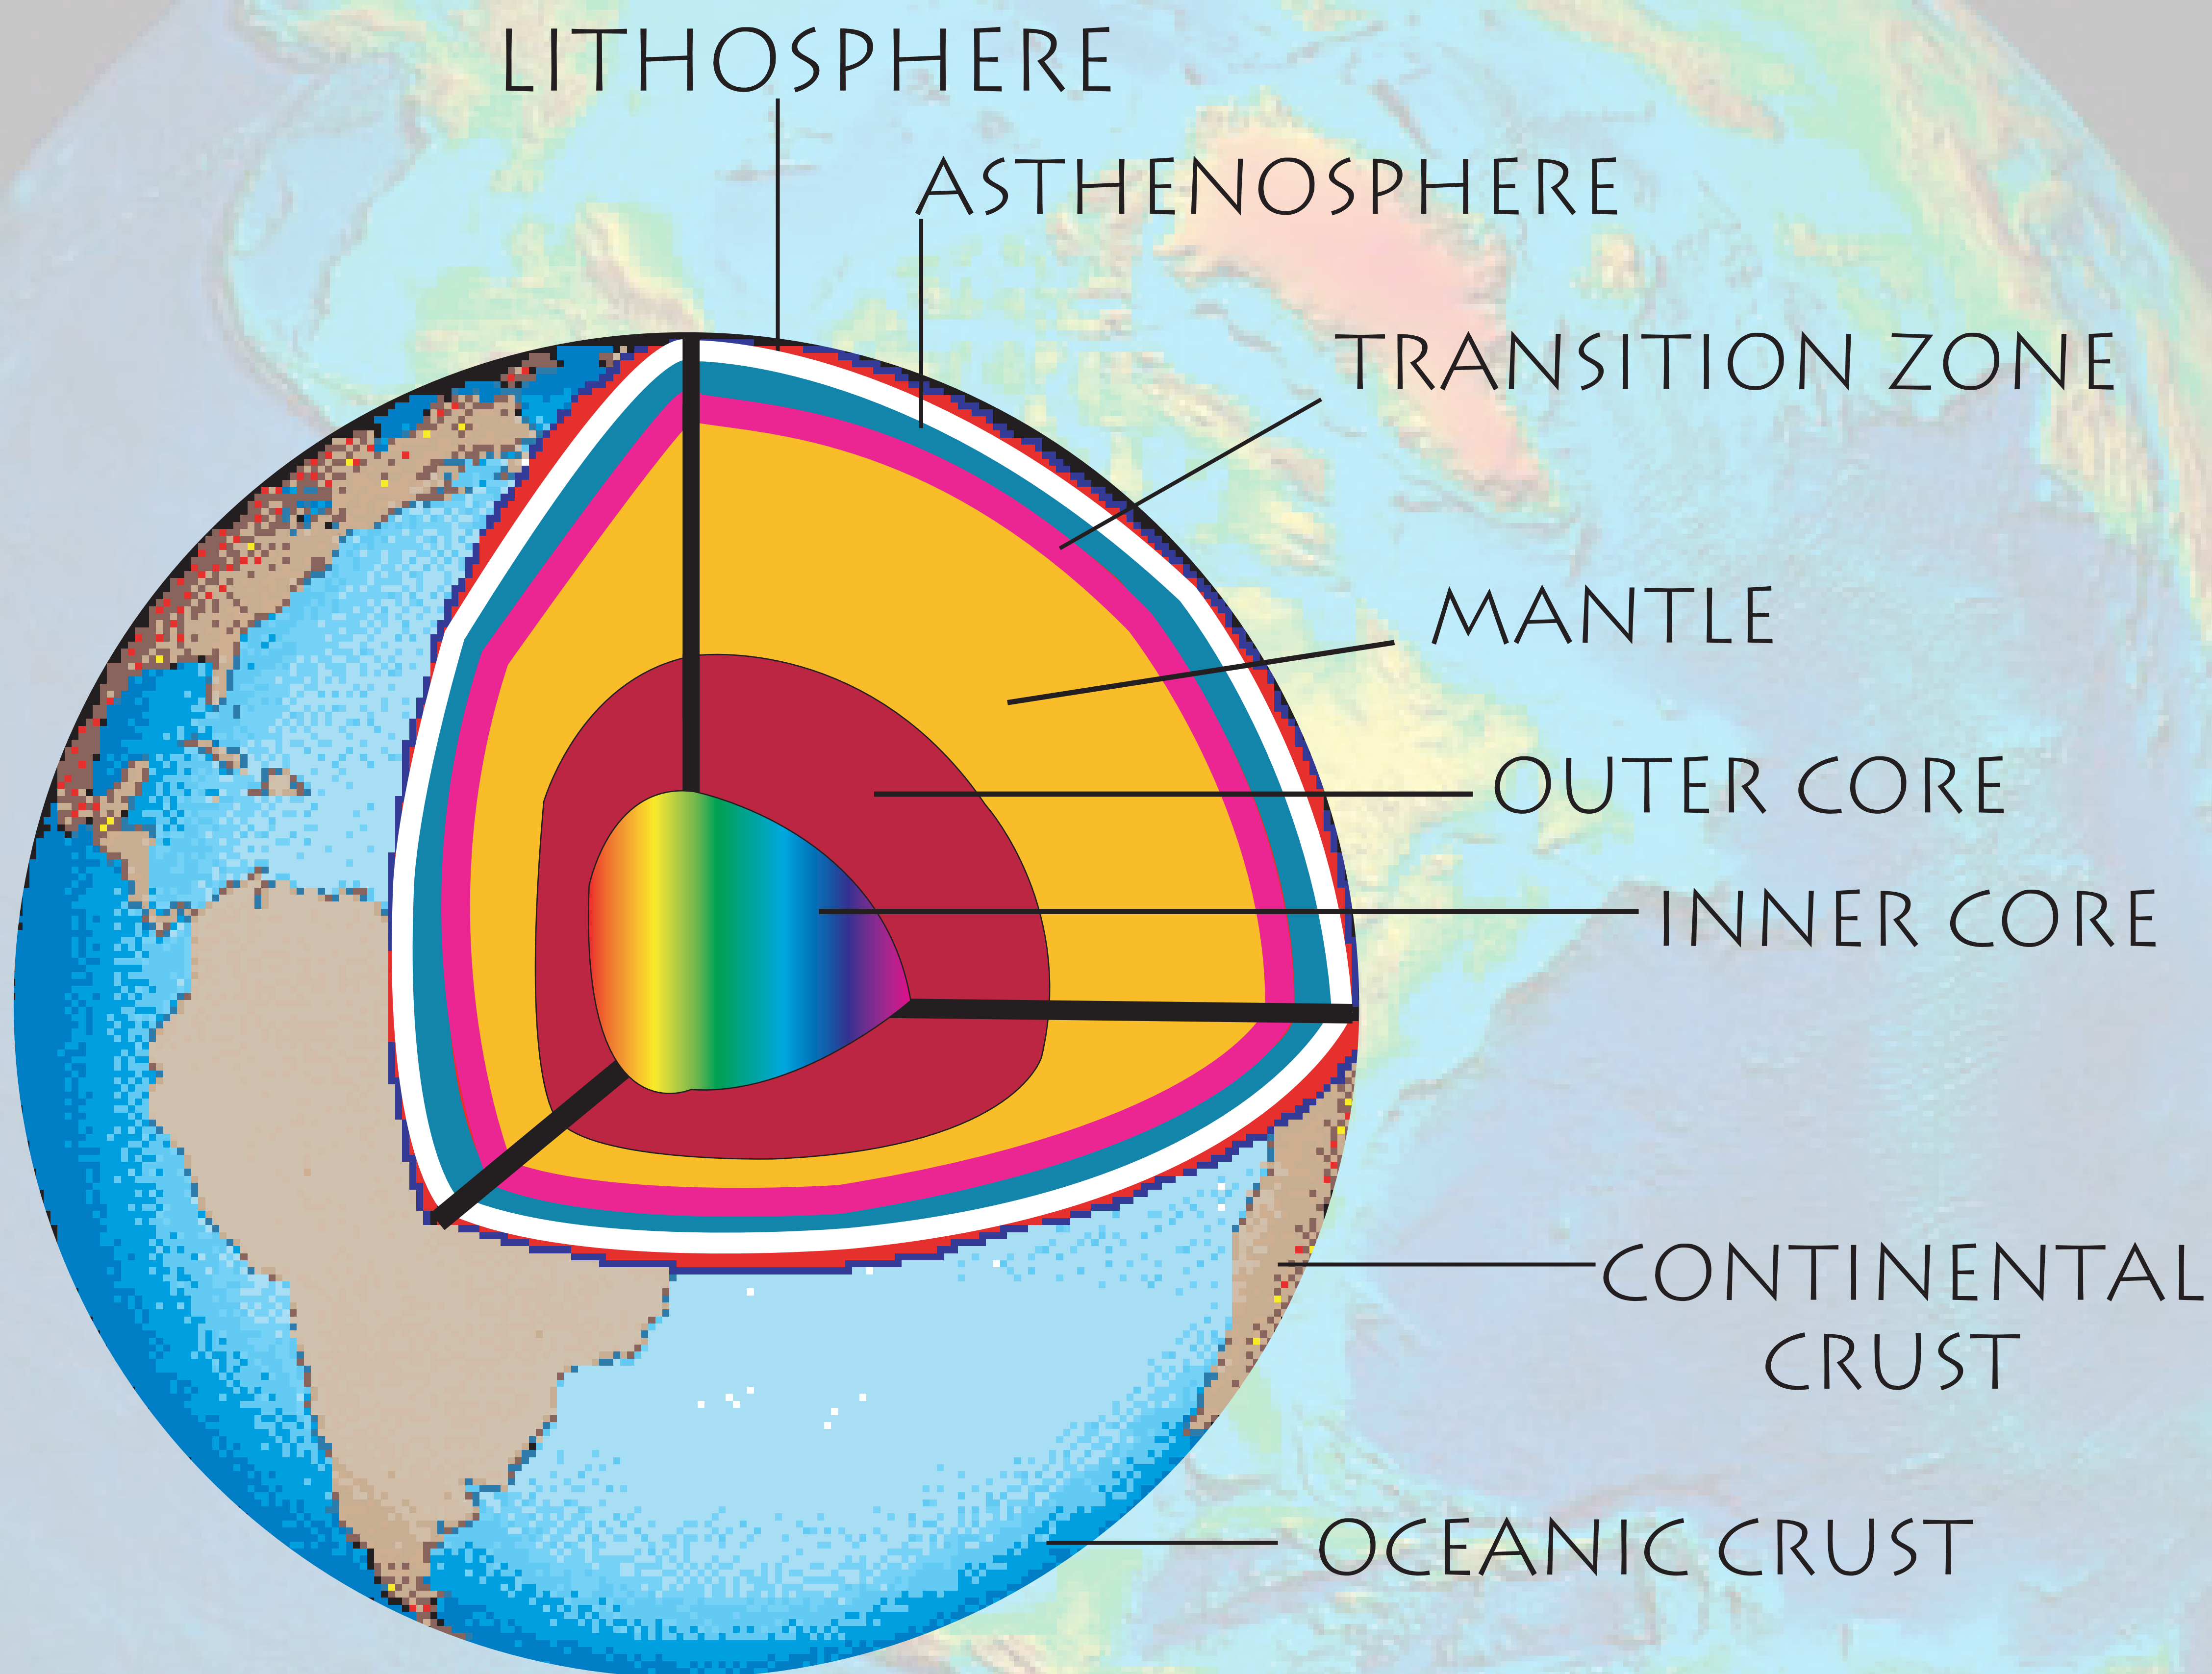 LITHOSPHERE
ASTHENOSPHERE
TRANSITION ZONE
MANTLE
OUTER CORE
INNER CORE
CONTINENTAL
CRUST
OCEANIC CRUST